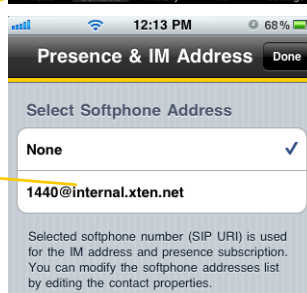 12:13 PM 68%
Presence & IM Address Done
Select Softphone Address
None
1440@internal.xten.net
Selected softphone number (SIP URI) is used
for the IM address and presence subscription.
You can modify the softphone addresses list
by editing the contact properties.